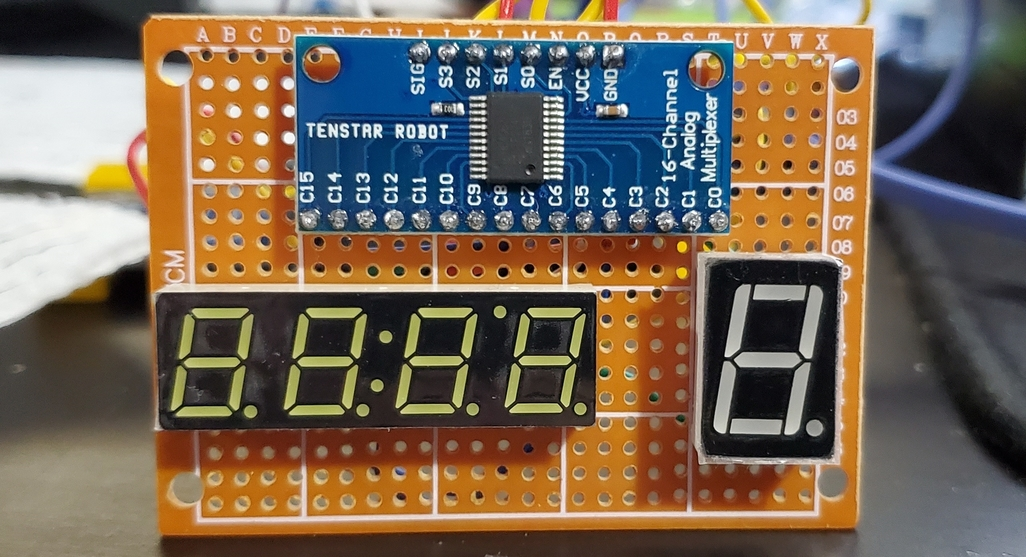 A B C D E F G H I J K L M N O P Q R S T U V W X
SIG S3 S2 S1 S0 EN VCC GND
03
TENSTAR ROBOT
16-Channel
Analog
Multiplexer
04
05
C15 C14 C13 C12 C11 C10 C9 C8 C7 C6 C5 C4 C3 C2 C1 C0
06
07
08
CM